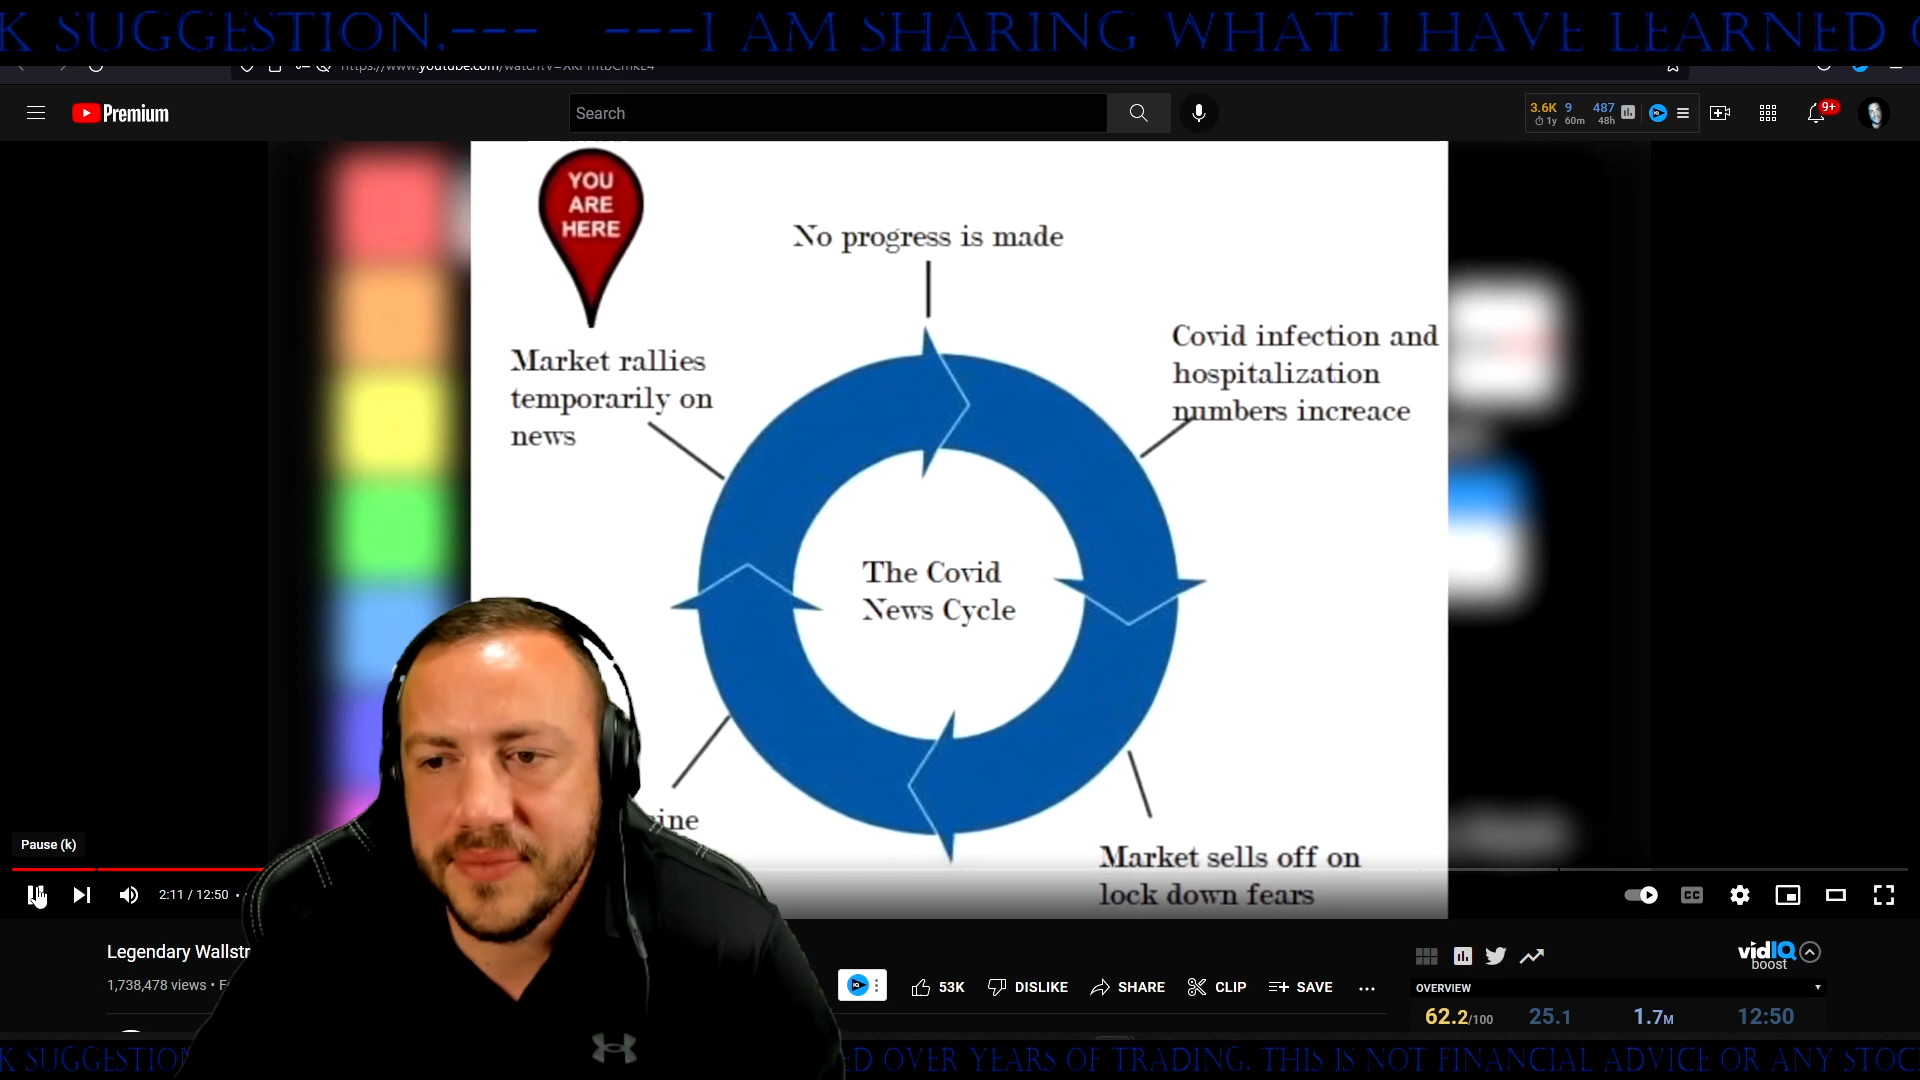 K SUGGESTION.--- ---I AM SHARING WHAT I HAVE LEARNED
Premium
Search
3.6K 9 487
1y 60m 48h
9+
YOU
ARE
HERE
No progress is made
Covid infection and
hospitalization
numbers increace
Market rallies
temporarily on
news
The Covid
News Cycle
ine
Market sells off on
lock down fears
Pause (k)
2:11 / 12:50 •
CC
Legendary Wallstr
1,738,478 views •
53K
DISLIKE
SHARE
CLIP
SAVE
vidIQ
boost
OVERVIEW
62.2/100 25.1 1.7M 12:50
K SUGGESTION ED OVER YEARS OF TRADING, THIS IS NOT FINANCIAL ADVICE OR ANY STOC